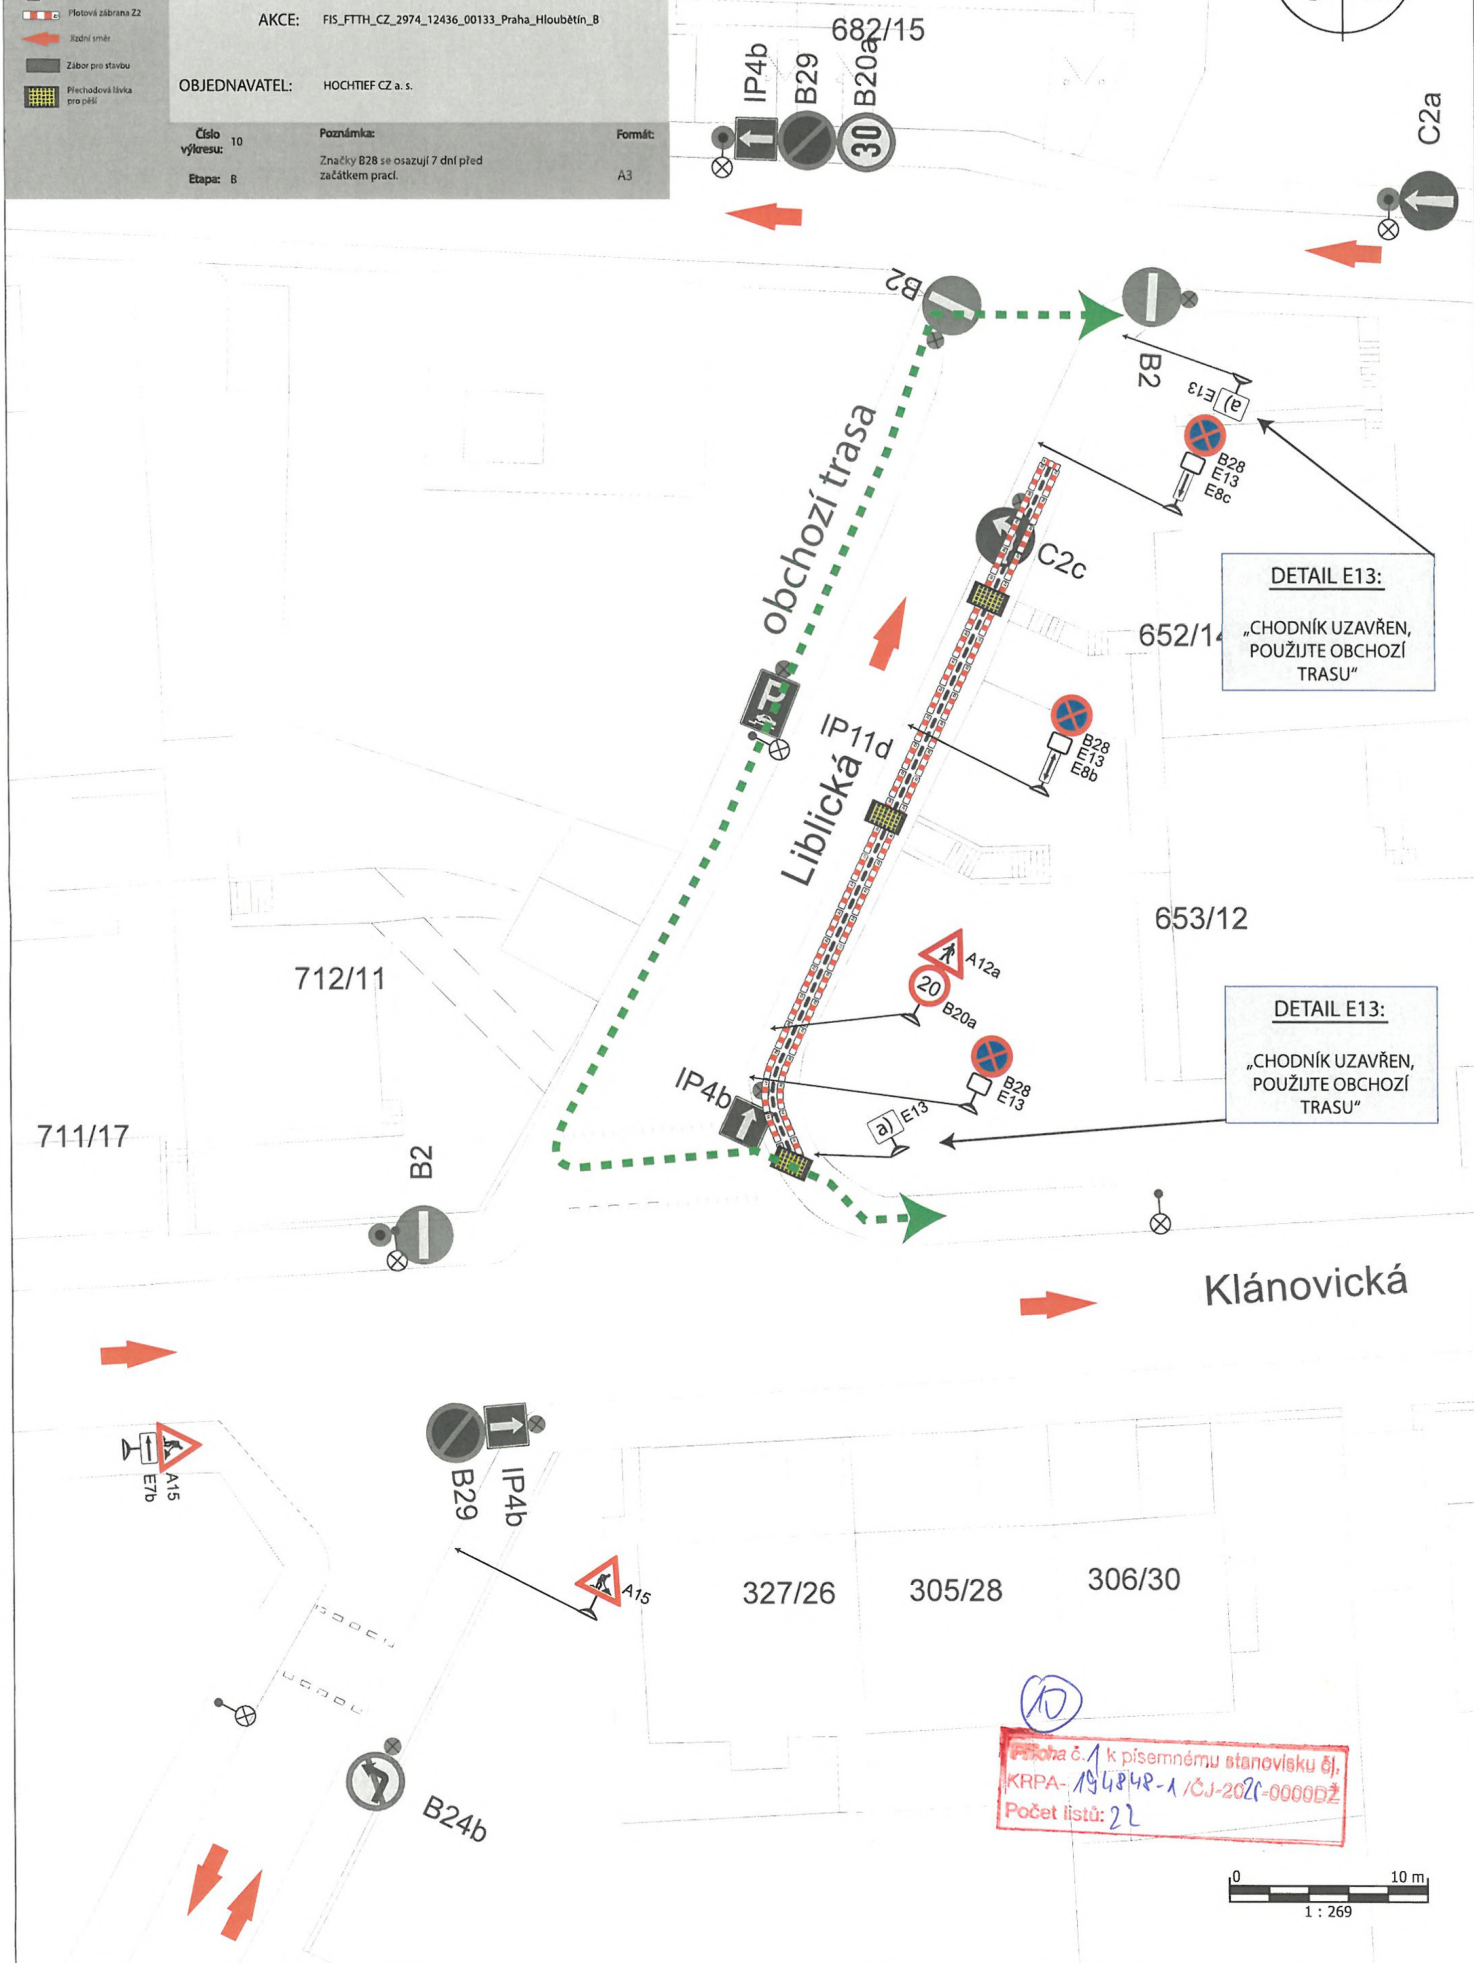 Plotová zábrana Z2
Jízdní směr
Zábor pro stavbu
Přechodová lávka
pro pěší
AKCE: FIS_FTTH_CZ_2974_12436_00133_Praha_Hloubětín_B
OBJEDNAVATEL: HOCHTIEF CZ a. s.
Číslo
výkresu: 10
Etapa: B
Poznámka:
Značky B28 se osazují 7 dní před
začátkem prací.
Formát:
A3
682/15
IP4b
B29
B20a
30
C2a
B2
B2
a) E13
B28
E13
E8c
obchozí trasa
C2c
DETAIL E13:
„CHODNÍK UZAVŘEN,
POUŽIJTE OBCHOZÍ
TRASU“
652/14
P
IP11d
B28
E13
E8b
Liblická
653/12
712/11
A12a
20
B20a
DETAIL E13:
„CHODNÍK UZAVŘEN,
POUŽIJTE OBCHOZÍ
TRASU“
B28
E13
IP4b
a) E13
711/17
B2
Klánovická
A15
E7b
B29
IP4b
A15
327/26
305/28
306/30
10
Příloha č. 1 k písemnému stanovisku čj.
KRPA- 194848-1 /ČJ-2021-0000DŽ
Počet listů: 22
B24b
0 10 m
1 : 269